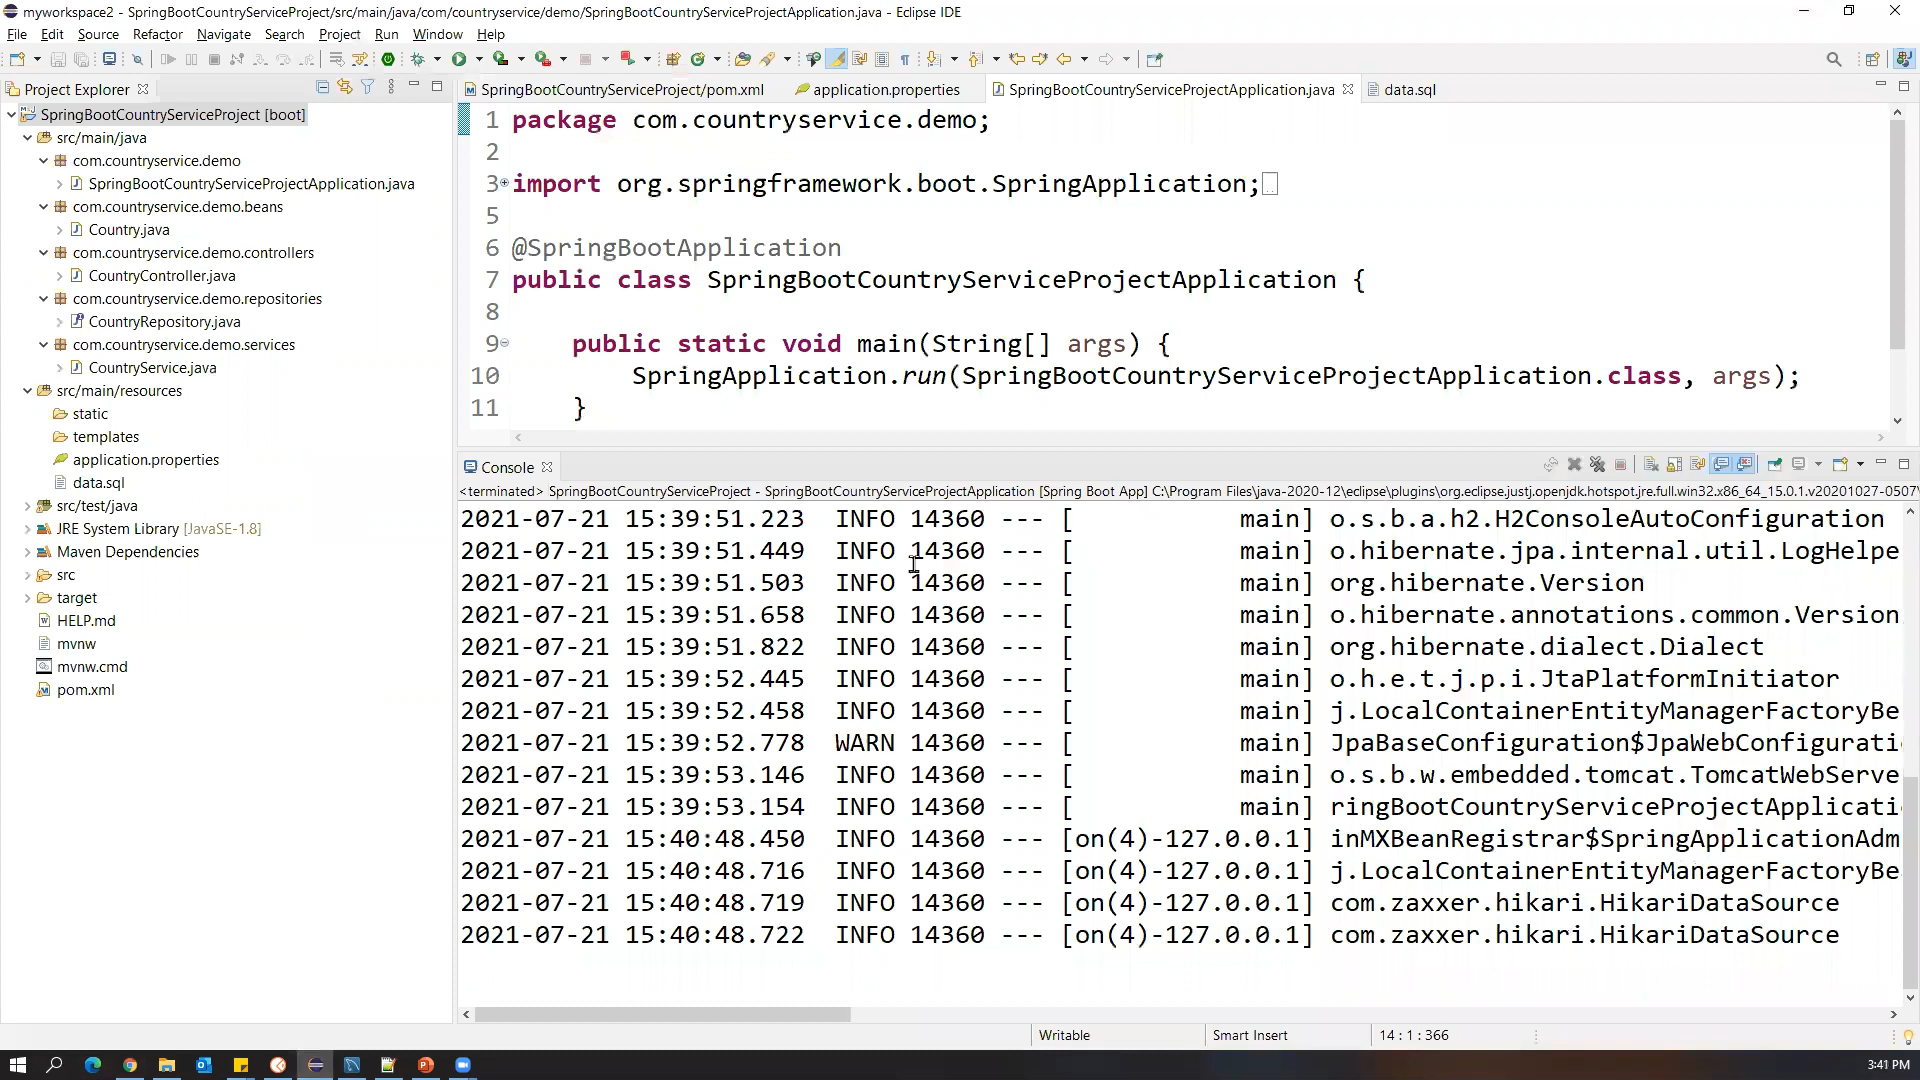 myworkspace2 - SpringBootCountryServiceProject/src/main/java/com/countryservice/demo/SpringBootCountryServiceProjectApplication.java - Eclipse IDE
File Edit Source Refactor Navigate Search Project Run Window Help
Project Explorer
SpringBootCountryServiceProject/pom.xml application.properties SpringBootCountryServiceProjectApplication.java data.sql
SpringBootCountryServiceProject [boot]
src/main/java
com.countryservice.demo
SpringBootCountryServiceProjectApplication.java
com.countryservice.demo.beans
Country.java
com.countryservice.demo.controllers
CountryController.java
com.countryservice.demo.repositories
CountryRepository.java
com.countryservice.demo.services
CountryService.java
src/main/resources
static
templates
application.properties
data.sql
src/test/java
JRE System Library [JavaSE-1.8]
Maven Dependencies
src
target
HELP.md
mvnw
mvnw.cmd
pom.xml
1 package com.countryservice.demo;
2
3 import org.springframework.boot.SpringApplication;
5
6 @SpringBootApplication
7 public class SpringBootCountryServiceProjectApplication {
8
9 public static void main(String[] args) {
10 SpringApplication.run(SpringBootCountryServiceProjectApplication.class, args);
11 }
Console
<terminated> SpringBootCountryServiceProject - SpringBootCountryServiceProjectApplication [Spring Boot App] C:\Program Files\java-2020-12\eclipse\plugins\org.eclipse.justj.openjdk.hotspot.jre.full.win32.x86_64_15.0.1.v20201027-0507\
2021-07-21 15:39:51.223 INFO 14360 --- [ main] o.s.b.a.h2.H2ConsoleAutoConfiguration
2021-07-21 15:39:51.449 INFO 14360 --- [ main] o.hibernate.jpa.internal.util.LogHelpe
2021-07-21 15:39:51.503 INFO 14360 --- [ main] org.hibernate.Version
2021-07-21 15:39:51.658 INFO 14360 --- [ main] o.hibernate.annotations.common.Version
2021-07-21 15:39:51.822 INFO 14360 --- [ main] org.hibernate.dialect.Dialect
2021-07-21 15:39:52.445 INFO 14360 --- [ main] o.h.e.t.j.p.i.JtaPlatformInitiator
2021-07-21 15:39:52.458 INFO 14360 --- [ main] j.LocalContainerEntityManagerFactoryBe
2021-07-21 15:39:52.778 WARN 14360 --- [ main] JpaBaseConfiguration$JpaWebConfigurati
2021-07-21 15:39:53.146 INFO 14360 --- [ main] o.s.b.w.embedded.tomcat.TomcatWebServe
2021-07-21 15:39:53.154 INFO 14360 --- [ main] ringBootCountryServiceProjectApplicati
2021-07-21 15:40:48.450 INFO 14360 --- [on(4)-127.0.0.1] inMXBeanRegistrar$SpringApplicationAdm
2021-07-21 15:40:48.716 INFO 14360 --- [on(4)-127.0.0.1] j.LocalContainerEntityManagerFactoryBe
2021-07-21 15:40:48.719 INFO 14360 --- [on(4)-127.0.0.1] com.zaxxer.hikari.HikariDataSource
2021-07-21 15:40:48.722 INFO 14360 --- [on(4)-127.0.0.1] com.zaxxer.hikari.HikariDataSource
Writable Smart Insert 14 : 1 : 366
3:41 PM